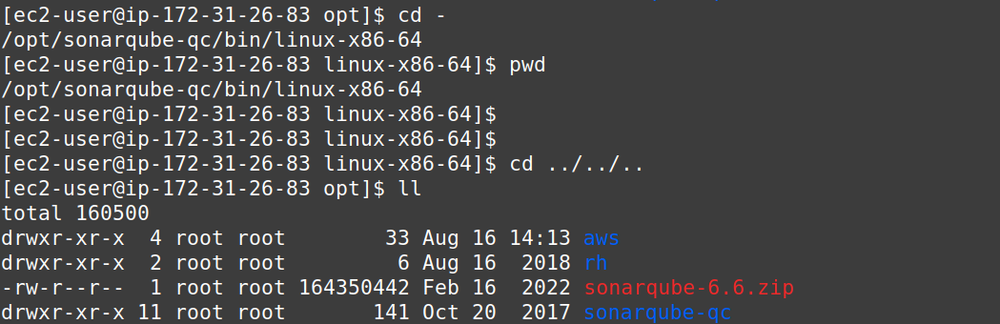 [ec2-user@ip-172-31-26-83 opt]$ cd -
/opt/sonarqube-qc/bin/linux-x86-64
[ec2-user@ip-172-31-26-83 linux-x86-64]$ pwd
/opt/sonarqube-qc/bin/linux-x86-64
[ec2-user@ip-172-31-26-83 linux-x86-64]$
[ec2-user@ip-172-31-26-83 linux-x86-64]$
[ec2-user@ip-172-31-26-83 linux-x86-64]$ cd ../../..
[ec2-user@ip-172-31-26-83 opt]$ ll
total 160500
drwxr-xr-x  4 root root        33 Aug 16 14:13 aws
drwxr-xr-x  2 root root         6 Aug 16  2018 rh
-rw-r--r--  1 root root 164350442 Feb 16  2022 sonarqube-6.6.zip
drwxr-xr-x 11 root root       141 Oct 20  2017 sonarqube-qc